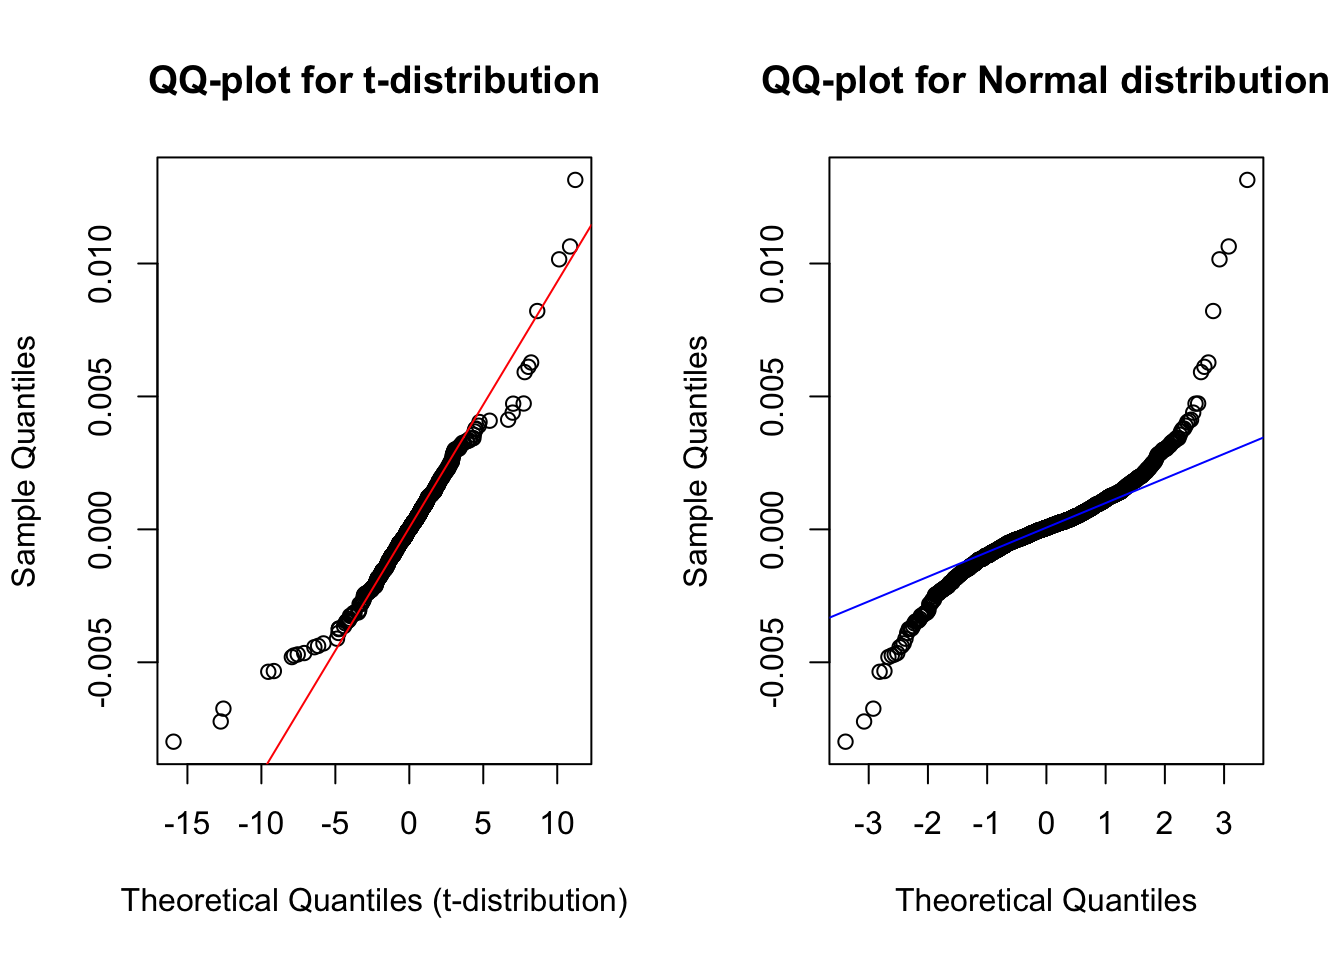 QQ-plot for t-distribution
Sample Quantiles
0.010
0.005
0.000
-0.005
-15 -10 -5 0 5 10
Theoretical Quantiles (t-distribution)
QQ-plot for Normal distribution
Sample Quantiles
0.010
0.005
0.000
-0.005
-3 -2 -1 0 1 2 3
Theoretical Quantiles